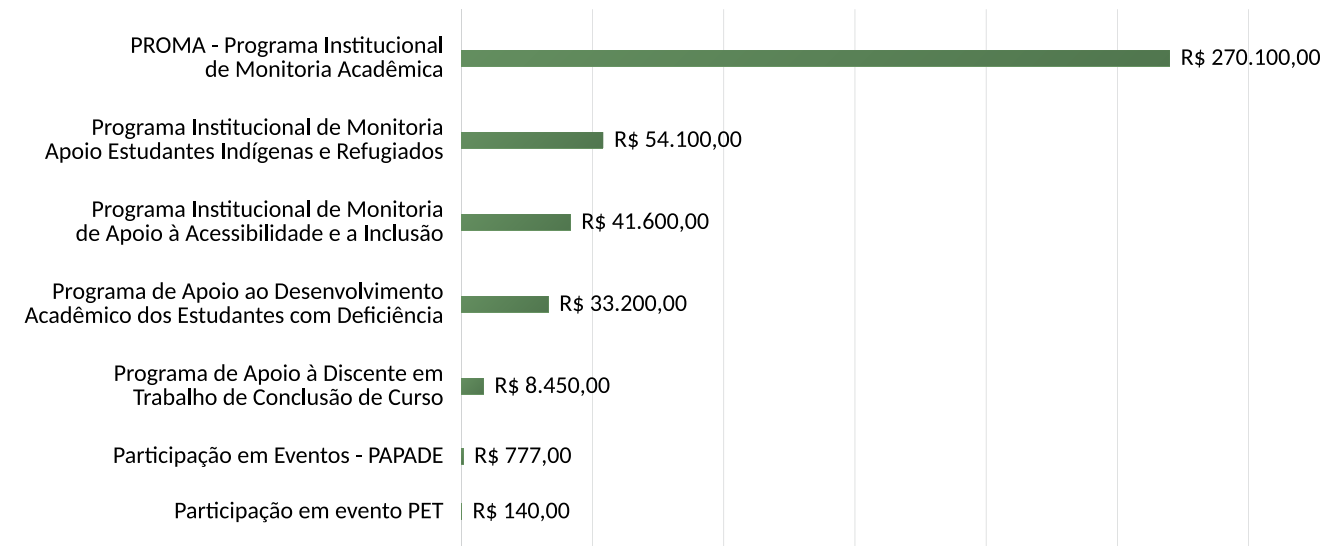 PROMA - Programa Institucional
de Monitoria Acadêmica
R$ 270.100,00
Programa Institucional de Monitoria
Apoio Estudantes Indígenas e Refugiados
R$ 54.100,00
Programa Institucional de Monitoria
de Apoio à Acessibilidade e a Inclusão
R$ 41.600,00
Programa de Apoio ao Desenvolvimento
Acadêmico dos Estudantes com Deficiência
R$ 33.200,00
Programa de Apoio à Discente em
Trabalho de Conclusão de Curso
R$ 8.450,00
Participação em Eventos - PAPADE
R$ 777,00
Participação em evento PET
R$ 140,00